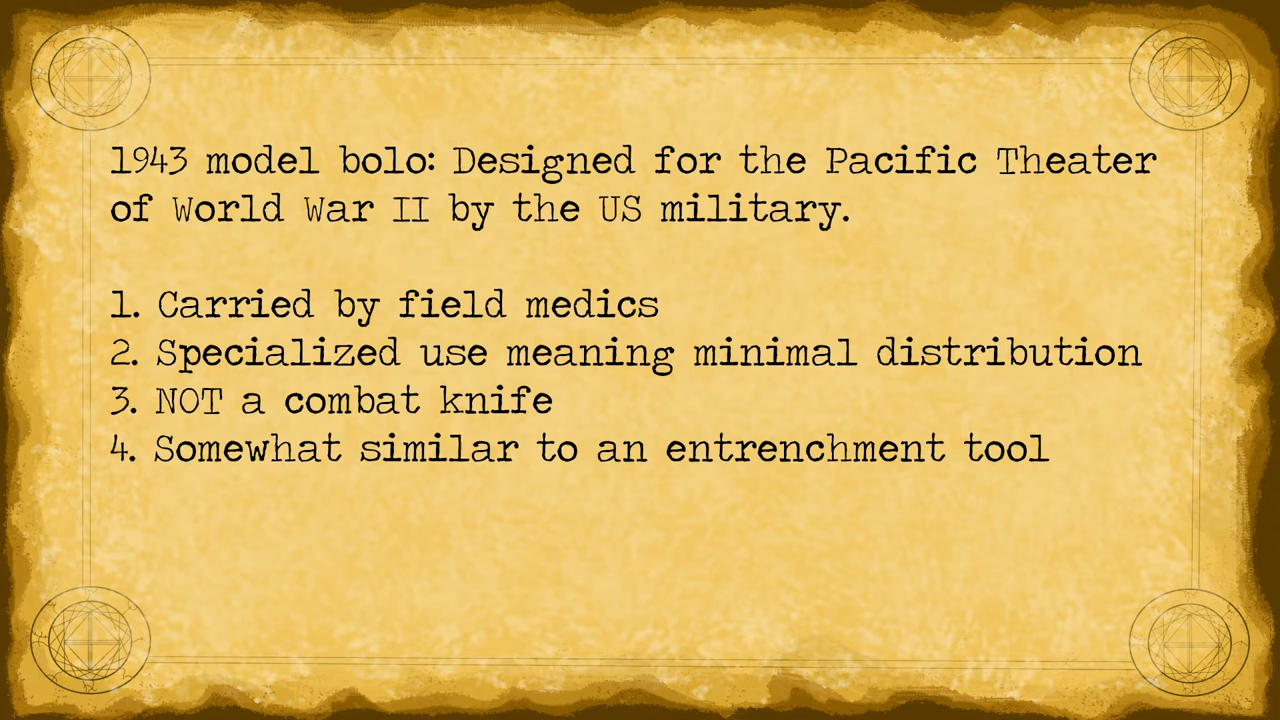 1943 model bolo: Designed for the Pacific Theater
of World War II by the US military.
1. Carried by field medics
2. Specialized use meaning minimal distribution
3. NOT a combat knife
4. Somewhat similar to an entrenchment tool